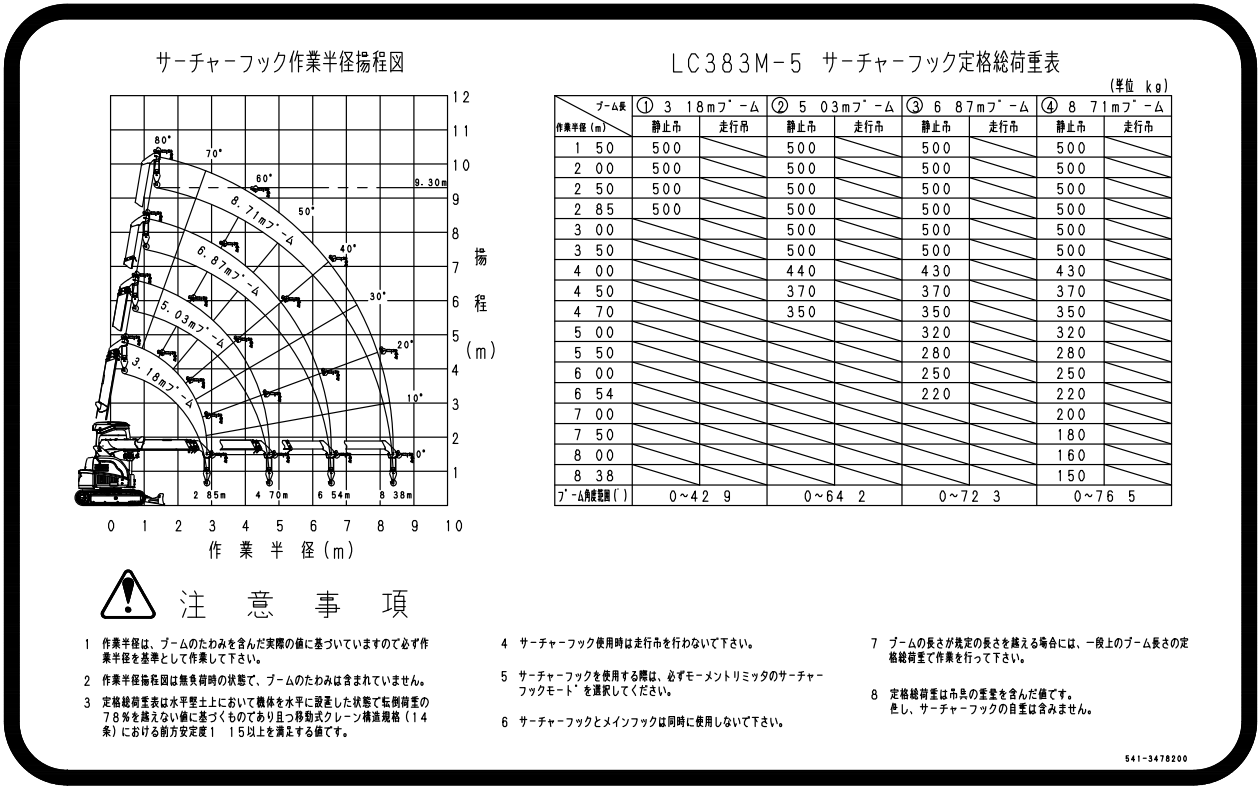 サーチャーフック作業半径揚程図
12
11
10
9
8
7
6
5
4
3
2
1
揚程(m)
80°
70°
60°
50°
40°
30°
20°
10°
0°
9.30m
8.71mブーム
6.87mブーム
5.03mブーム
3.18mブーム
2 85m 4 70m 6 54m 8 38m
0 1 2 3 4 5 6 7 8 9 10
作業半径(m)
LC383M-5 サーチャーフック定格総荷重表
(単位 kg)
ブーム長 ① 3 18mブーム ② 5 03mブーム ③ 6 87mブーム ④ 8 71mブーム
作業半径(m) 静止吊 走行吊 静止吊 走行吊 静止吊 走行吊 静止吊 走行吊
1 50 500 500 500 500
2 00 500 500 500 500
2 50 500 500 500 500
2 85 500 500 500 500
3 00 500 500 500
3 50 500 500 500
4 00 440 430 430
4 50 370 370 370
4 70 350 350 350
5 00 320 320
5 50 280 280
6 00 250 250
6 54 220 220
7 00 200
7 50 180
8 00 160
8 38 150
ブーム角度範囲(°) 0~42 9 0~64 2 0~72 3 0~76 5
注意事項
1 作業半径は、ブームのたわみを含んだ実際の値に基づいていますので必ず作
業半径を基準として作業して下さい。
2 作業半径揚程図は無負荷時の状態で、ブームのたわみは含まれていません。
3 定格総荷重表は水平堅土上において機体を水平に設置した状態で転倒荷重の
78%を越えない値に基づくものであり且つ移動式クレーン構造規格(14
条)における前方安定度1 15以上を満足する値です。
4 サーチャーフック使用時は走行吊を行わないで下さい。
5 サーチャーフックを使用する際は、必ずモーメントリミッタのサーチャー
フックモードを選択してください。
6 サーチャーフックとメインフックは同時に使用しないで下さい。
7 ブームの長さが規定の長さを越える場合には、一段上のブーム長さの定
格総荷重で作業を行って下さい。
8 定格総荷重は吊具の重量を含んだ値です。
但し、サーチャーフックの自重は含みません。
541-3478200